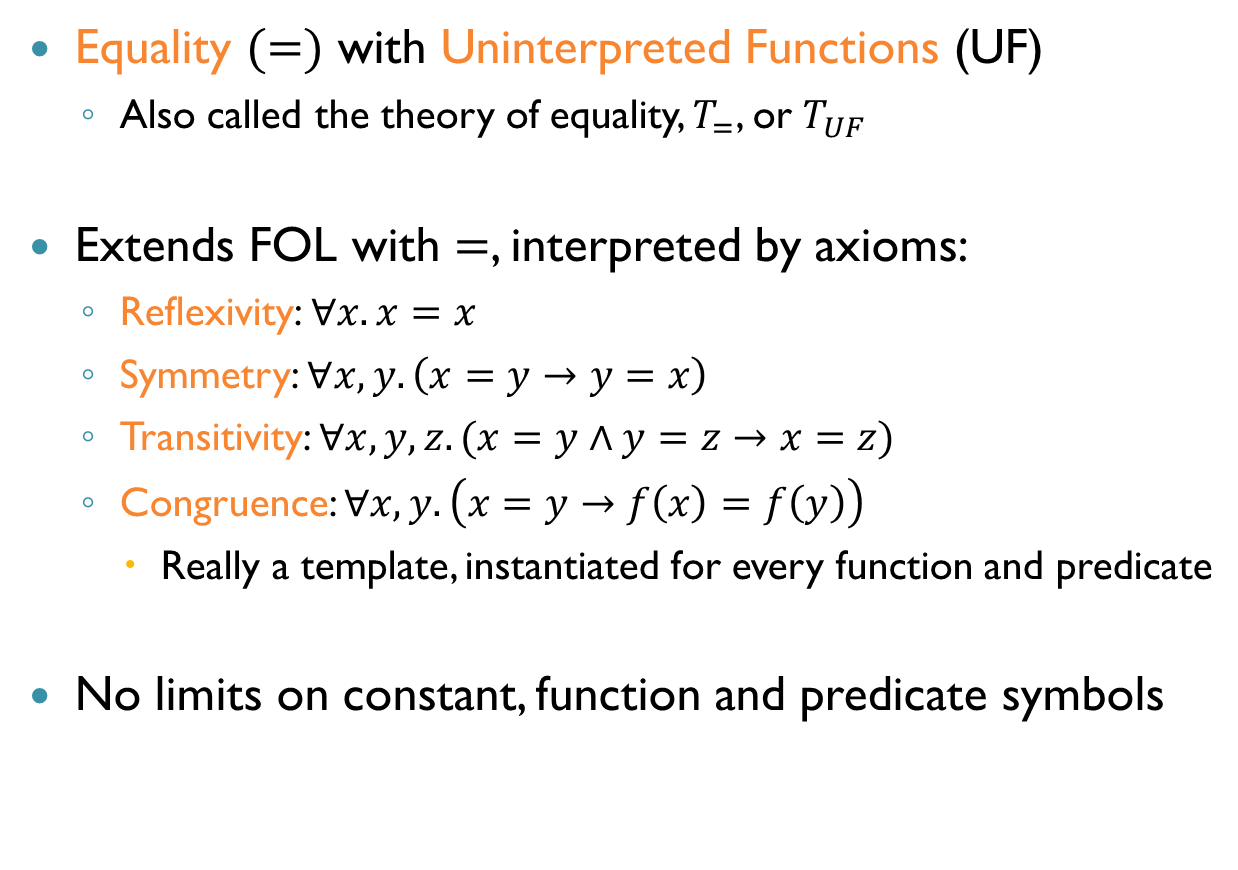 • Equality (=) with Uninterpreted Functions (UF)
◦ Also called the theory of equality, T₌, or T_UF
• Extends FOL with =, interpreted by axioms:
◦ Reflexivity: ∀x. x = x
◦ Symmetry: ∀x, y. (x = y → y = x)
◦ Transitivity: ∀x, y, z. (x = y ∧ y = z → x = z)
◦ Congruence: ∀x, y. (x = y → f(x) = f(y))
• Really a template, instantiated for every function and predicate
• No limits on constant, function and predicate symbols